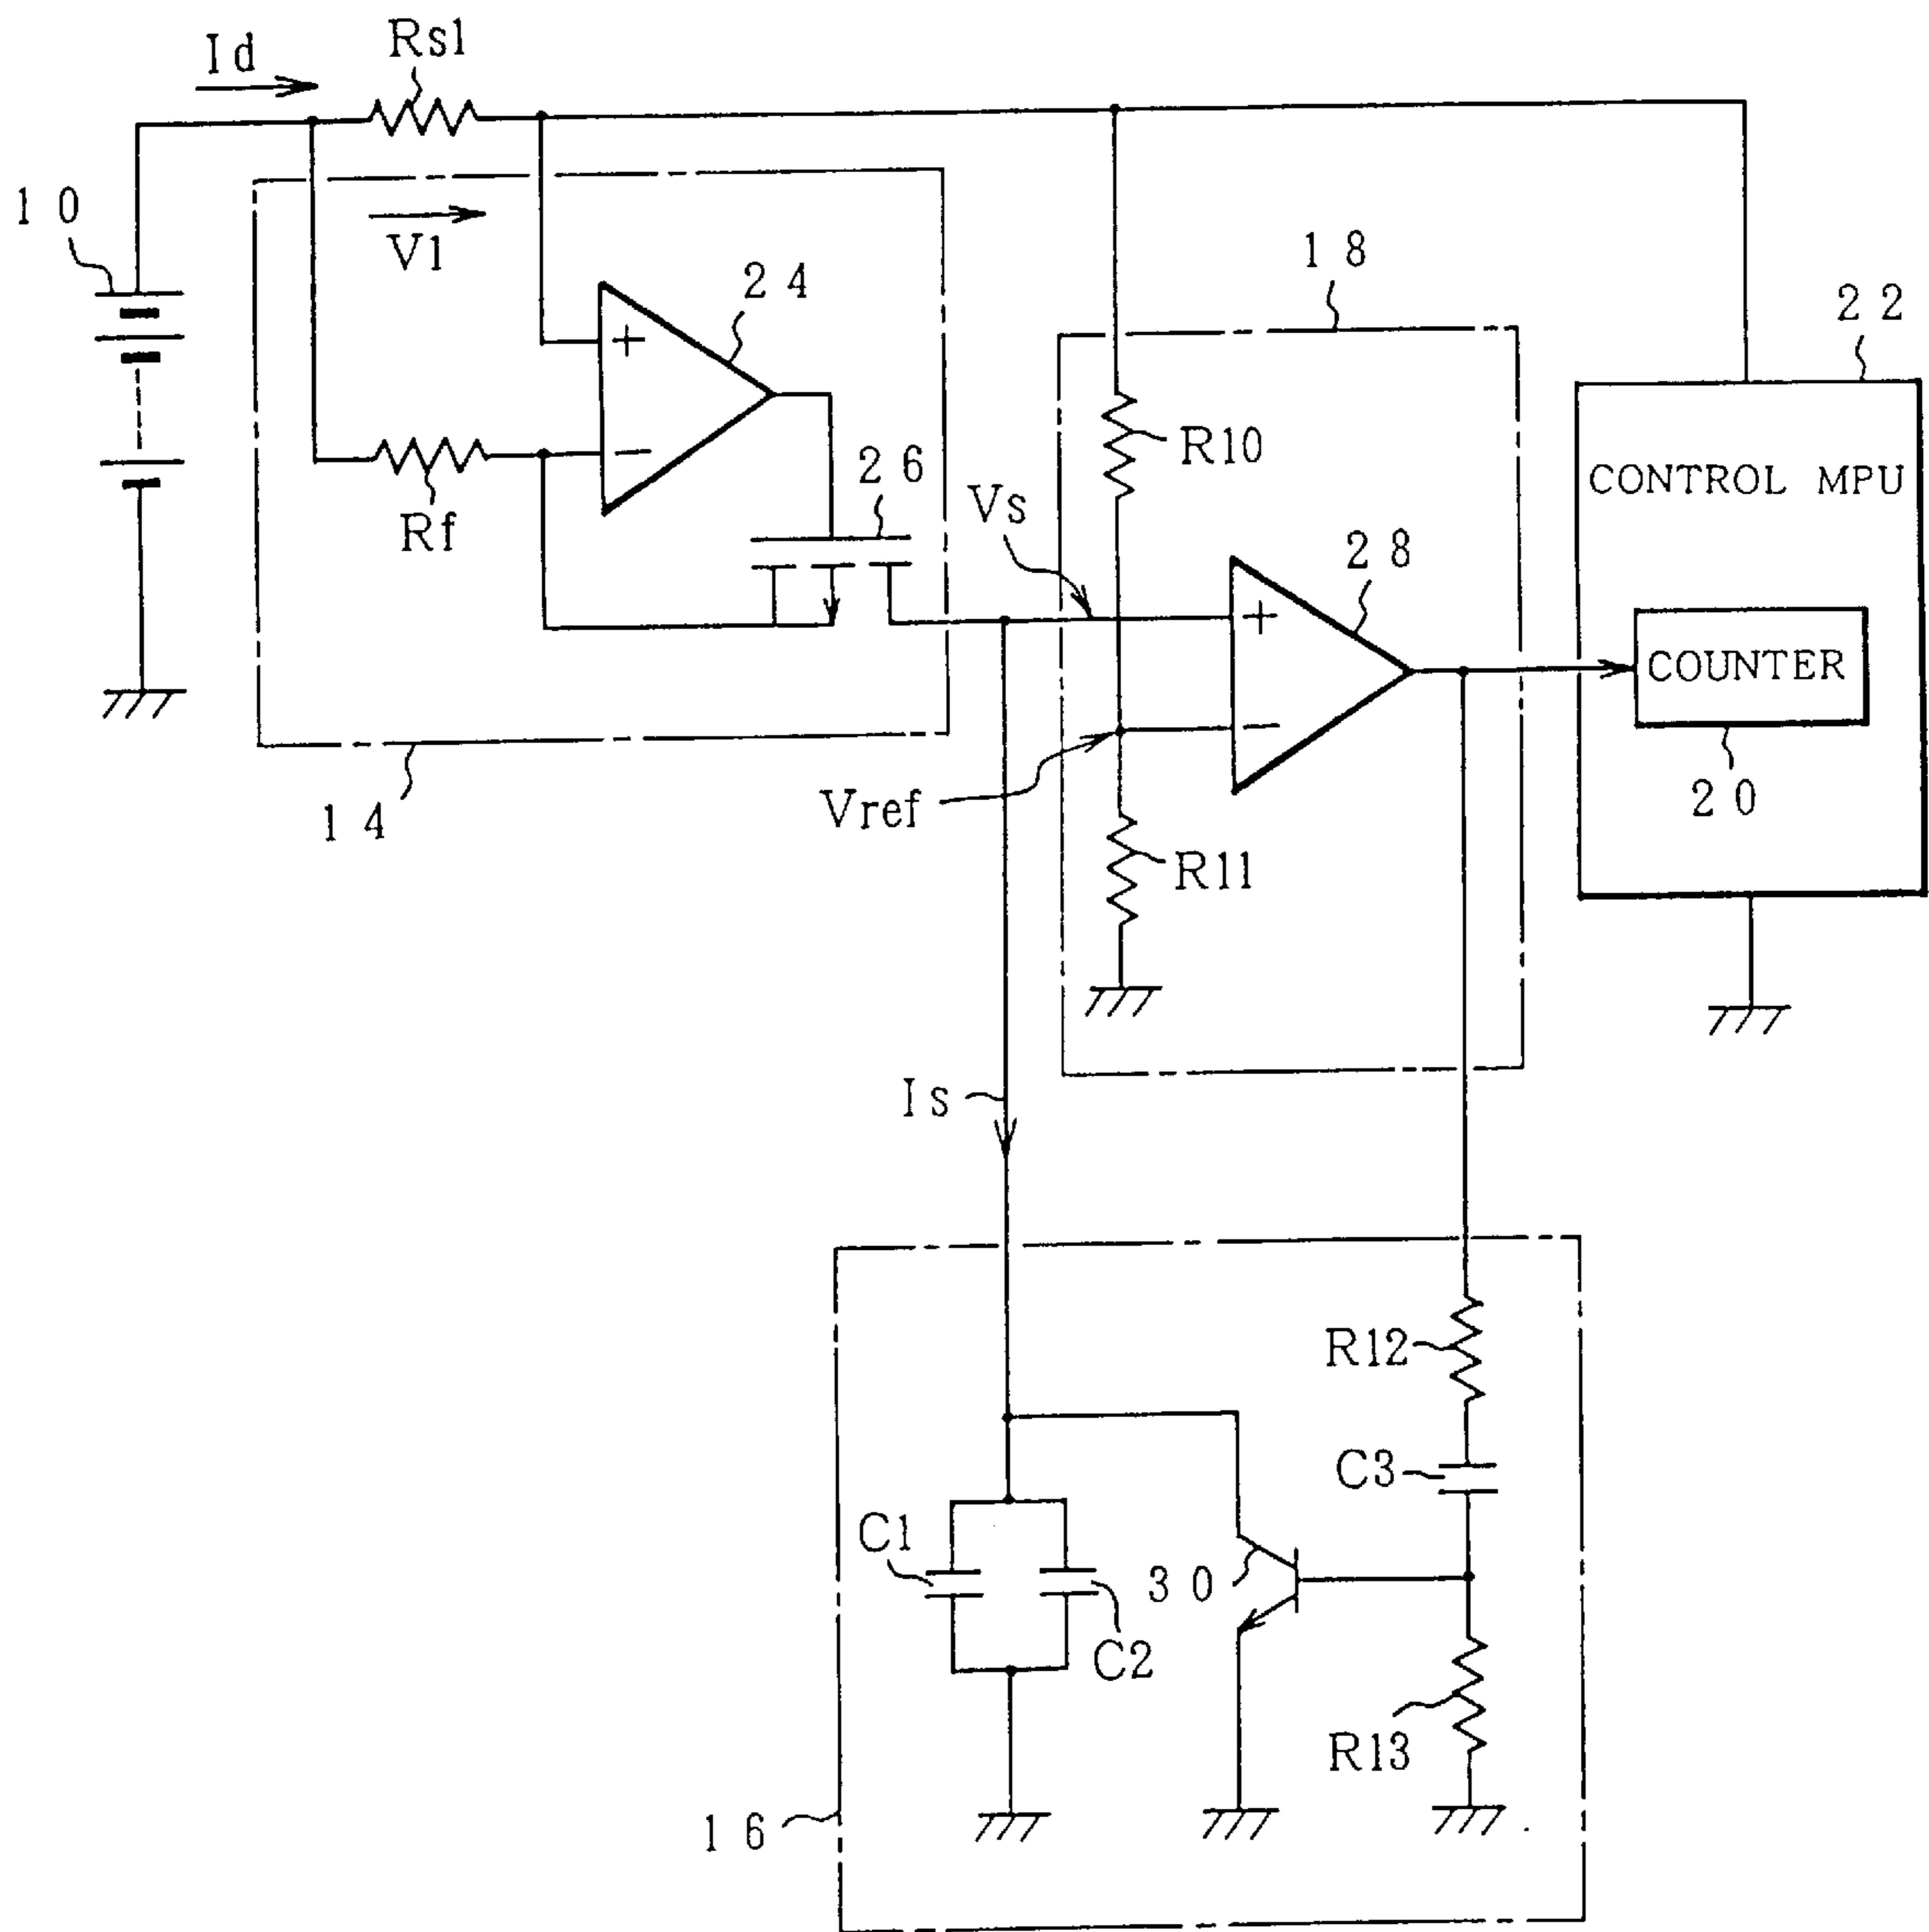 Id
Rs1
10
V1
24
18
22
Rf
26
R10
Vs
28
CONTROL MPU
COUNTER
20
Vref
14
R11
Is
R12
C3
C1
30
C2
R13
16
+
−
+
−